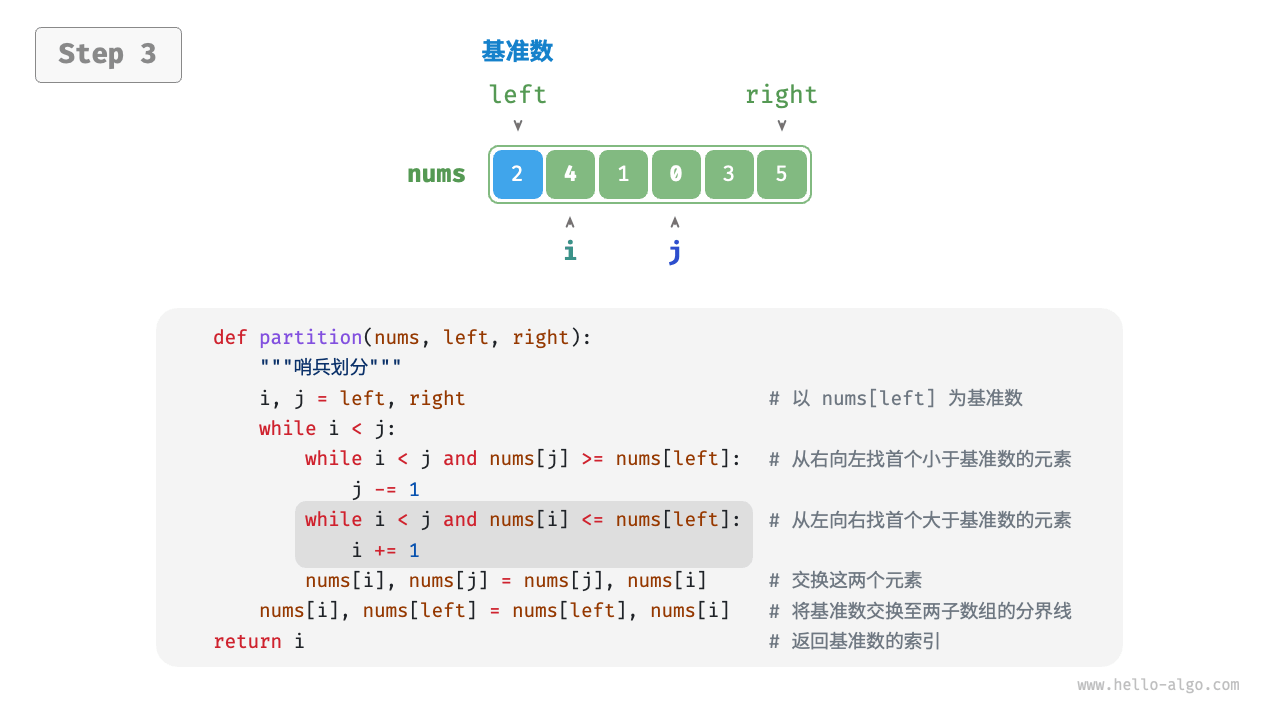 Step 3
基准数
left right
nums 2 4 1 0 3 5
i j
def partition(nums, left, right):
    """哨兵划分"""
    i, j = left, right # 以 nums[left] 为基准数
    while i < j:
        while i < j and nums[j] >= nums[left]: # 从右向左找首个小于基准数的元素
            j -= 1
        while i < j and nums[i] <= nums[left]: # 从左向右找首个大于基准数的元素
            i += 1
        nums[i], nums[j] = nums[j], nums[i] # 交换这两个元素
    nums[i], nums[left] = nums[left], nums[i] # 将基准数交换至两子数组的分界线
return i # 返回基准数的索引
www.hello-algo.com